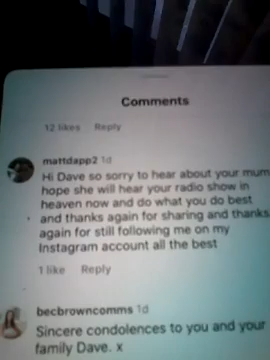 Comments
12 likes Reply
mattdapp2 1d
Hi Dave so sorry to hear about your mum
hope she will hear your radio show in
heaven now and do what you do best
and thanks again for sharing and thanks
again for still following me on my
Instagram account all the best
1 like Reply
becbrowncomms 1d
Sincere condolences to you and your
family Dave. x